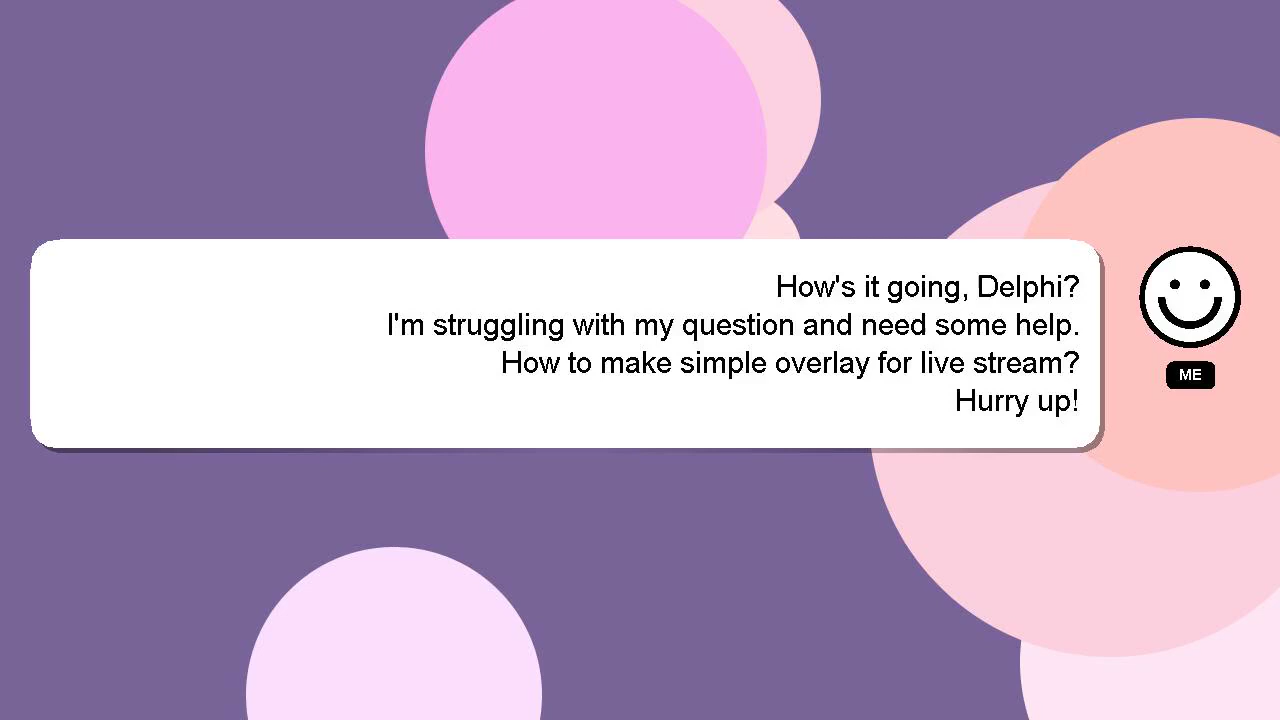 How's it going, Delphi?
I'm struggling with my question and need some help.
How to make simple overlay for live stream?
Hurry up!
ME